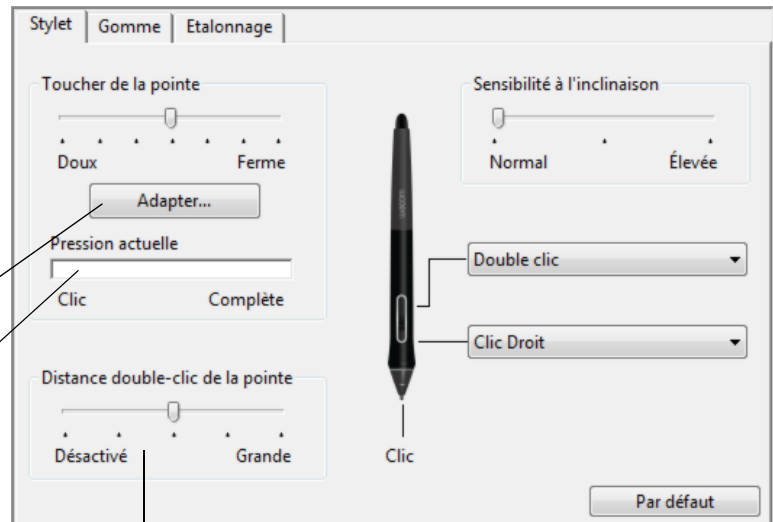 Stylet Gomme Etalonnage
Toucher de la pointe
Doux Ferme
Adapter...
Pression actuelle
Clic Complète
Distance double-clic de la pointe
Désactivé Grande
wacom
Clic
Sensibilité à l'inclinaison
Normal Élevée
Double clic
Clic Droit
Par défaut